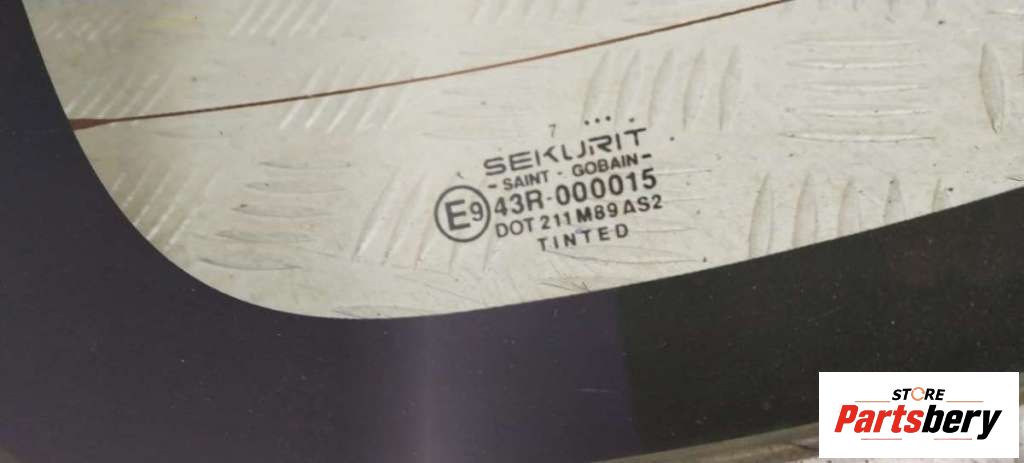 7 ....
SEKURIT
- SAINT - GOBAIN -
E9 43R-000015
DOT 211 M89 AS2
TINTED
STORE
Partsbery